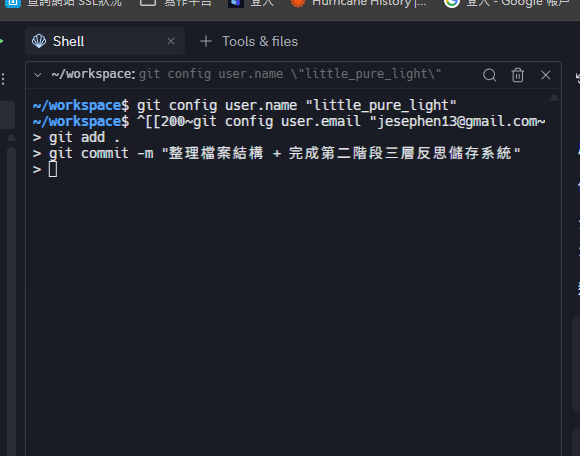 查詢網站 SSL狀況
寫作平台
登入
Hurricane History |...
登入 - Google 帳戶
Shell
Tools & files
~/workspace: git config user.name \"little_pure_light\"
~/workspace$ git config user.name "little_pure_light"
~/workspace$ ^[[200~git config user.email "jesephen13@gmail.com~
> git add .
> git commit -m "整理檔案結構 + 完成第二階段三層反思儲存系統"
>